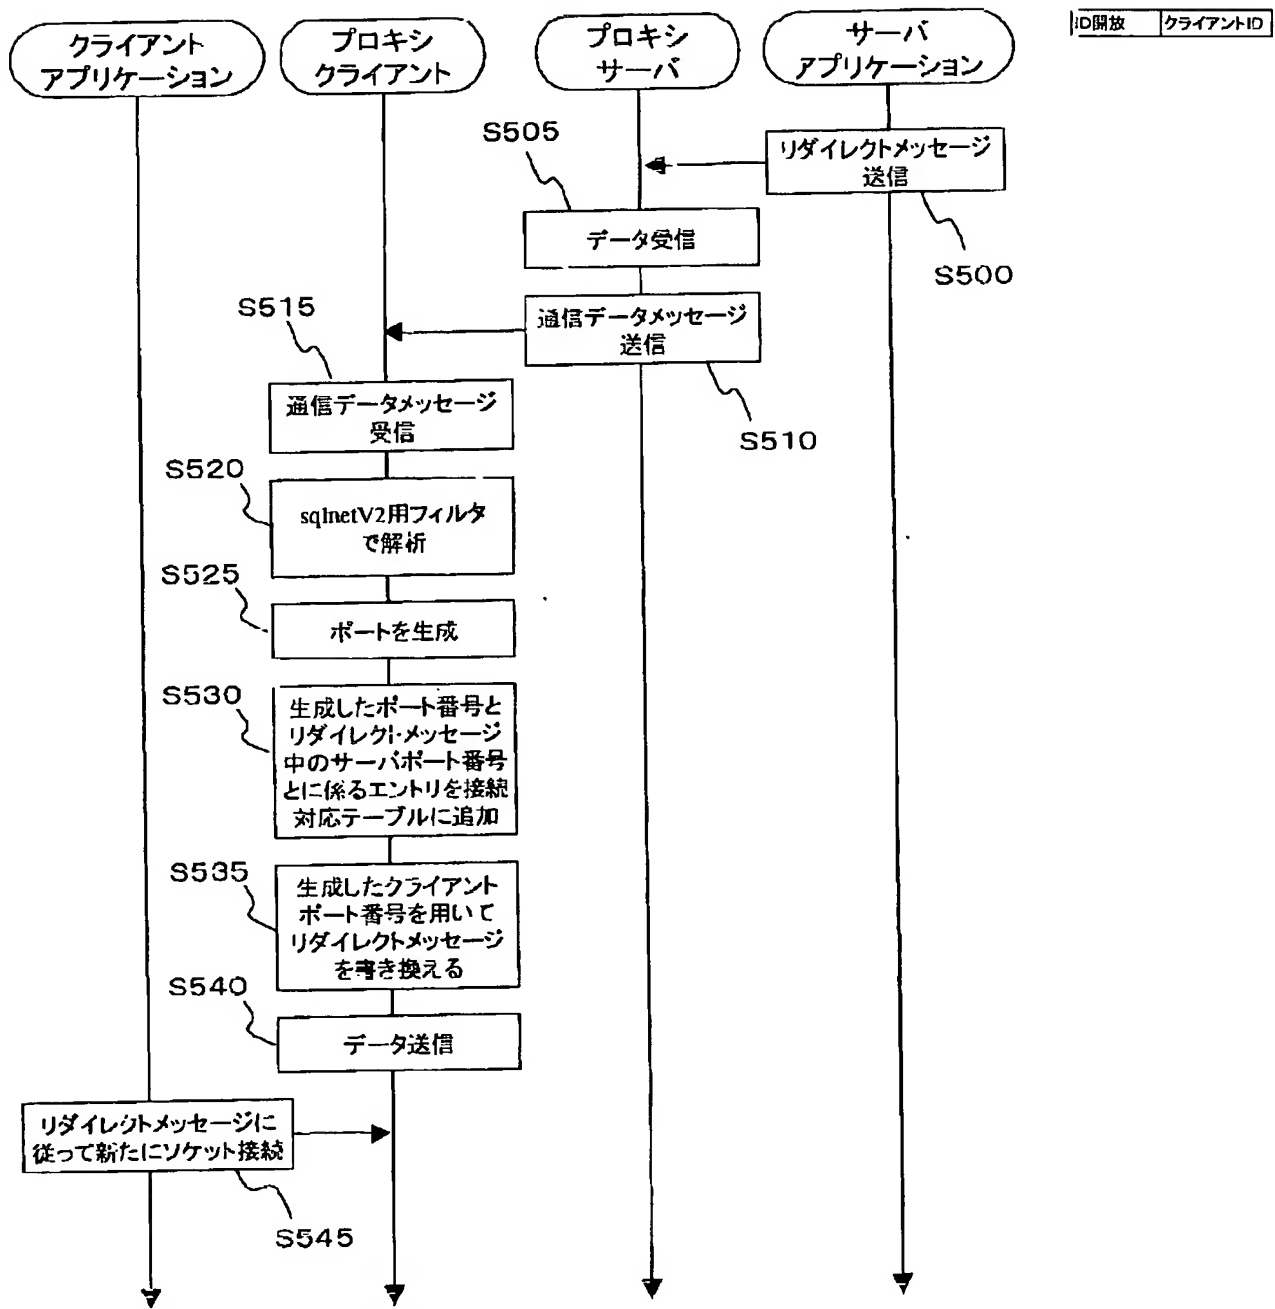 クライアント
アプリケーション
プロキシ
クライアント
プロキシ
サーバ
サーバ
アプリケーション
ID開放
クライアントID
リダイレクトメッセージ
送信
S500
S505
データ受信
通信データメッセージ
送信
S510
S515
通信データメッセージ
受信
S520
sqlnetV2用フィルタ
で解析
S525
ポートを生成
S530
生成したポート番号と
リダイレクトメッセージ
中のサーバポート番号
とに係るエントリを接続
対応テーブルに追加
S535
生成したクライアント
ポート番号を用いて
リダイレクトメッセージ
を書き換える
S540
データ送信
リダイレクトメッセージに
従って新たにソケット接続
S545